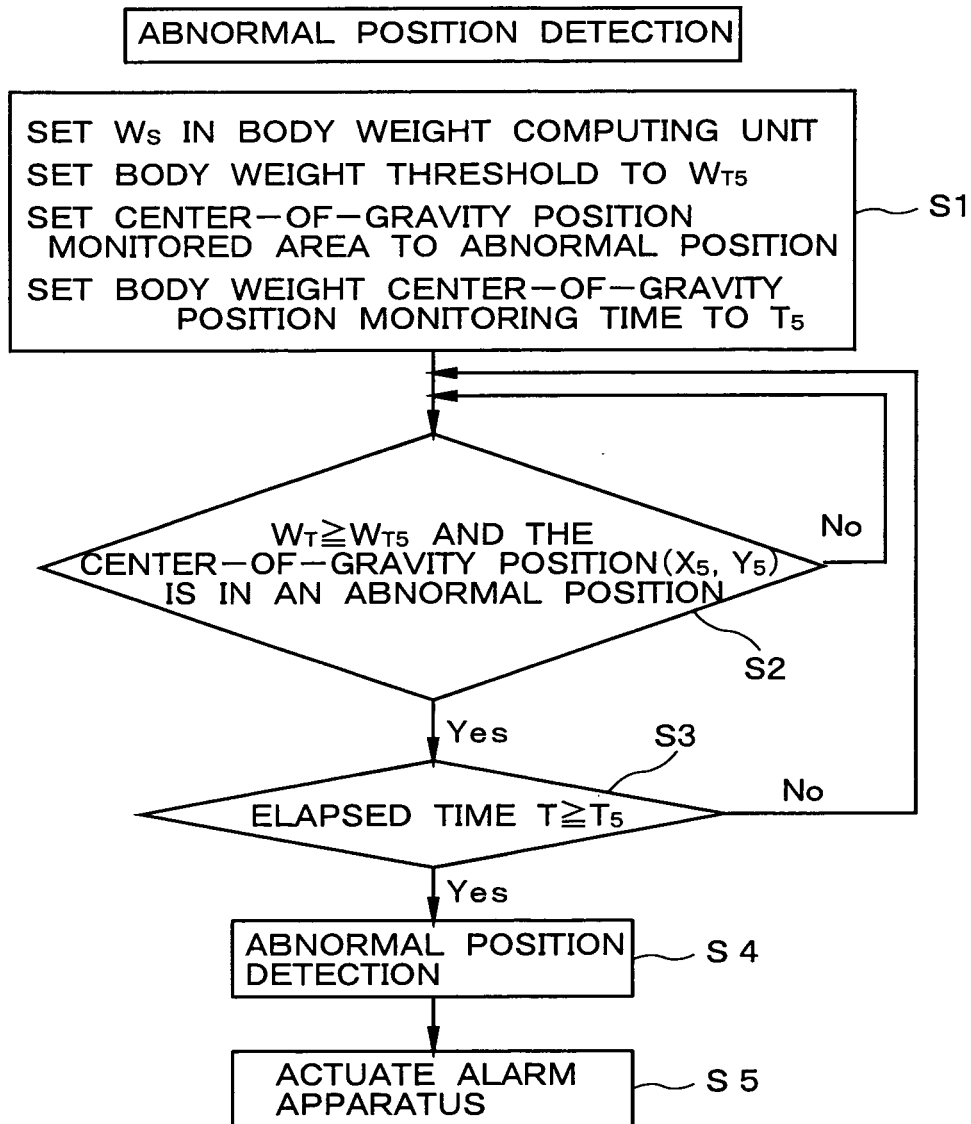 ABNORMAL POSITION DETECTION
SET WS IN BODY WEIGHT COMPUTING UNIT
SET BODY WEIGHT THRESHOLD TO WT5
SET CENTER-OF-GRAVITY POSITION
MONITORED AREA TO ABNORMAL POSITION
SET BODY WEIGHT CENTER-OF-GRAVITY
POSITION MONITORING TIME TO T5
S1
WT≧WT5 AND THE
CENTER-OF-GRAVITY POSITION(X5, Y5)
IS IN AN ABNORMAL POSITION
No
S2
Yes
S3
ELAPSED TIME T≧T5
No
Yes
ABNORMAL POSITION
DETECTION
S 4
ACTUATE ALARM
APPARATUS
S 5